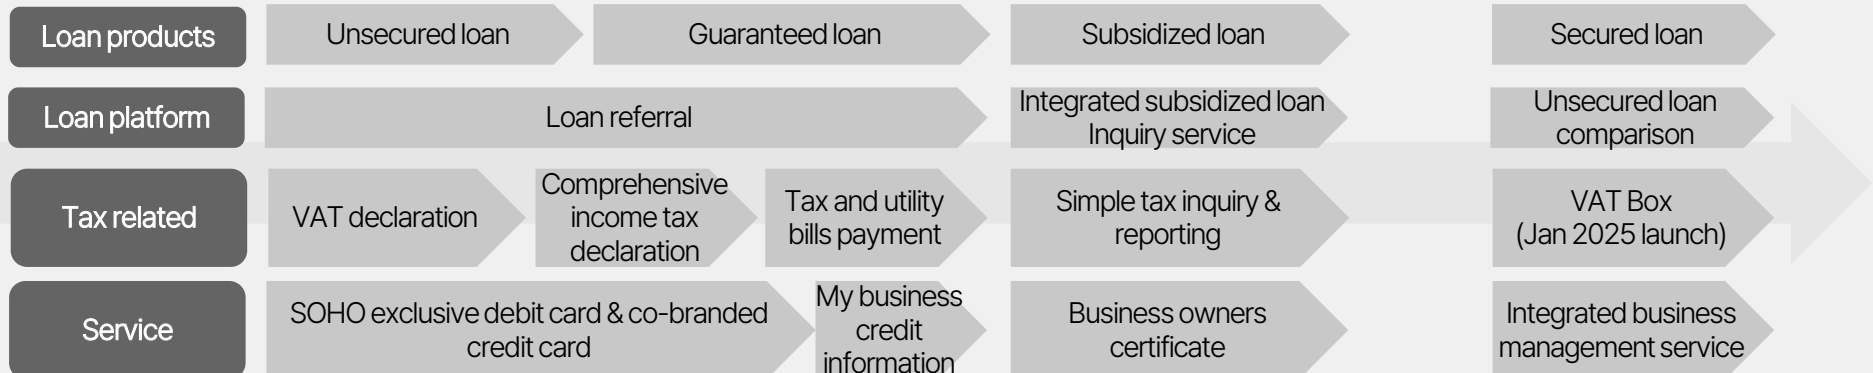 Loan products
Unsecured loan
Guaranteed loan
Subsidized loan
Secured loan
Loan platform
Loan referral
Integrated subsidized loan
Inquiry service
Unsecured loan
comparison
Tax related
VAT declaration
Comprehensive
income tax
declaration
Tax and utility
bills payment
Simple tax inquiry &
reporting
VAT Box
(Jan 2025 launch)
Service
SOHO exclusive debit card & co-branded
credit card
My business
credit
information
Business owners
certificate
Integrated business
management service